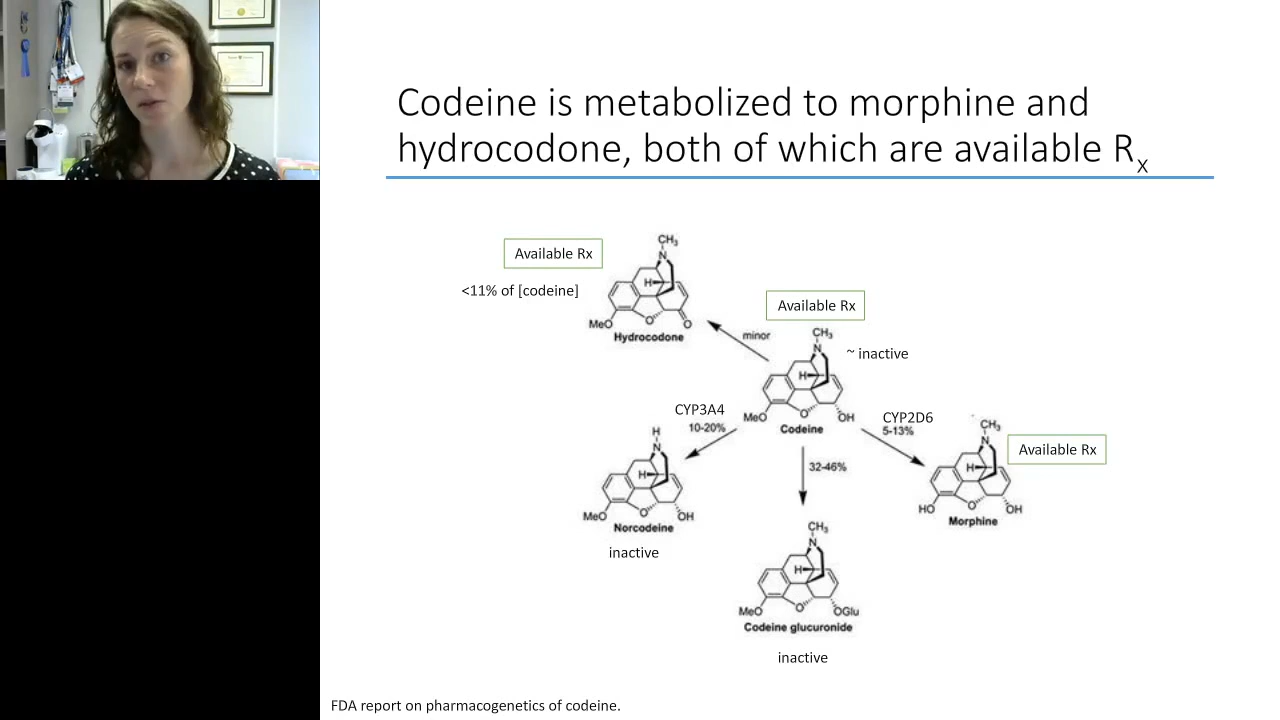 Codeine is metabolized to morphine and
hydrocodone, both of which are available Rx
Available Rx
<11% of [codeine]
CH3
N
H
MeO
O
O
Hydrocodone
minor
Available Rx
CH3
N
~ inactive
H
MeO
O
OH
Codeine
CYP3A4
10-20%
CYP2D6
5-13%
32-46%
H
N
H
MeO
O
OH
Norcodeine
inactive
CH3
N
Available Rx
H
HO
O
OH
Morphine
CH3
N
H
MeO
O
OGlu
Codeine glucuronide
inactive
FDA report on pharmacogenetics of codeine.